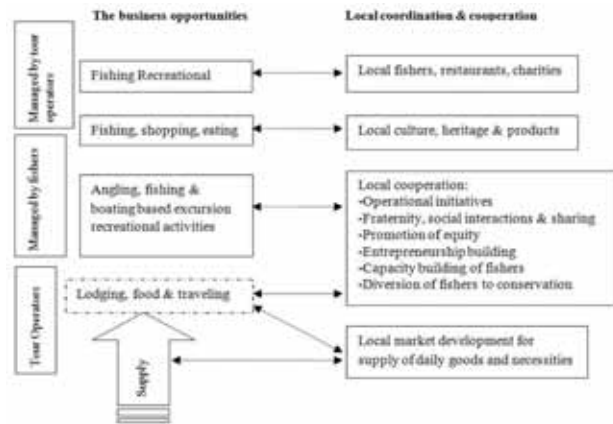 The business opportunities
Local coordination & cooperation
Managed by tour
operators
Fishing Recreational
Local fishers, restaurants, charities
Fishing, shopping, eating
Local culture, heritage & products
Managed by fishers
Angling, fishing &
boating based excursion
recreational activities
Local cooperation:
-Operational initiatives
-Fraternity, social interactions & sharing
-Promotion of equity
-Entrepreneurship building
-Capacity building of fishers
-Diversion of fishers to conservation
Tour Operators
Lodging, food & traveling
Local market development for
supply of daily goods and necessities
Supply